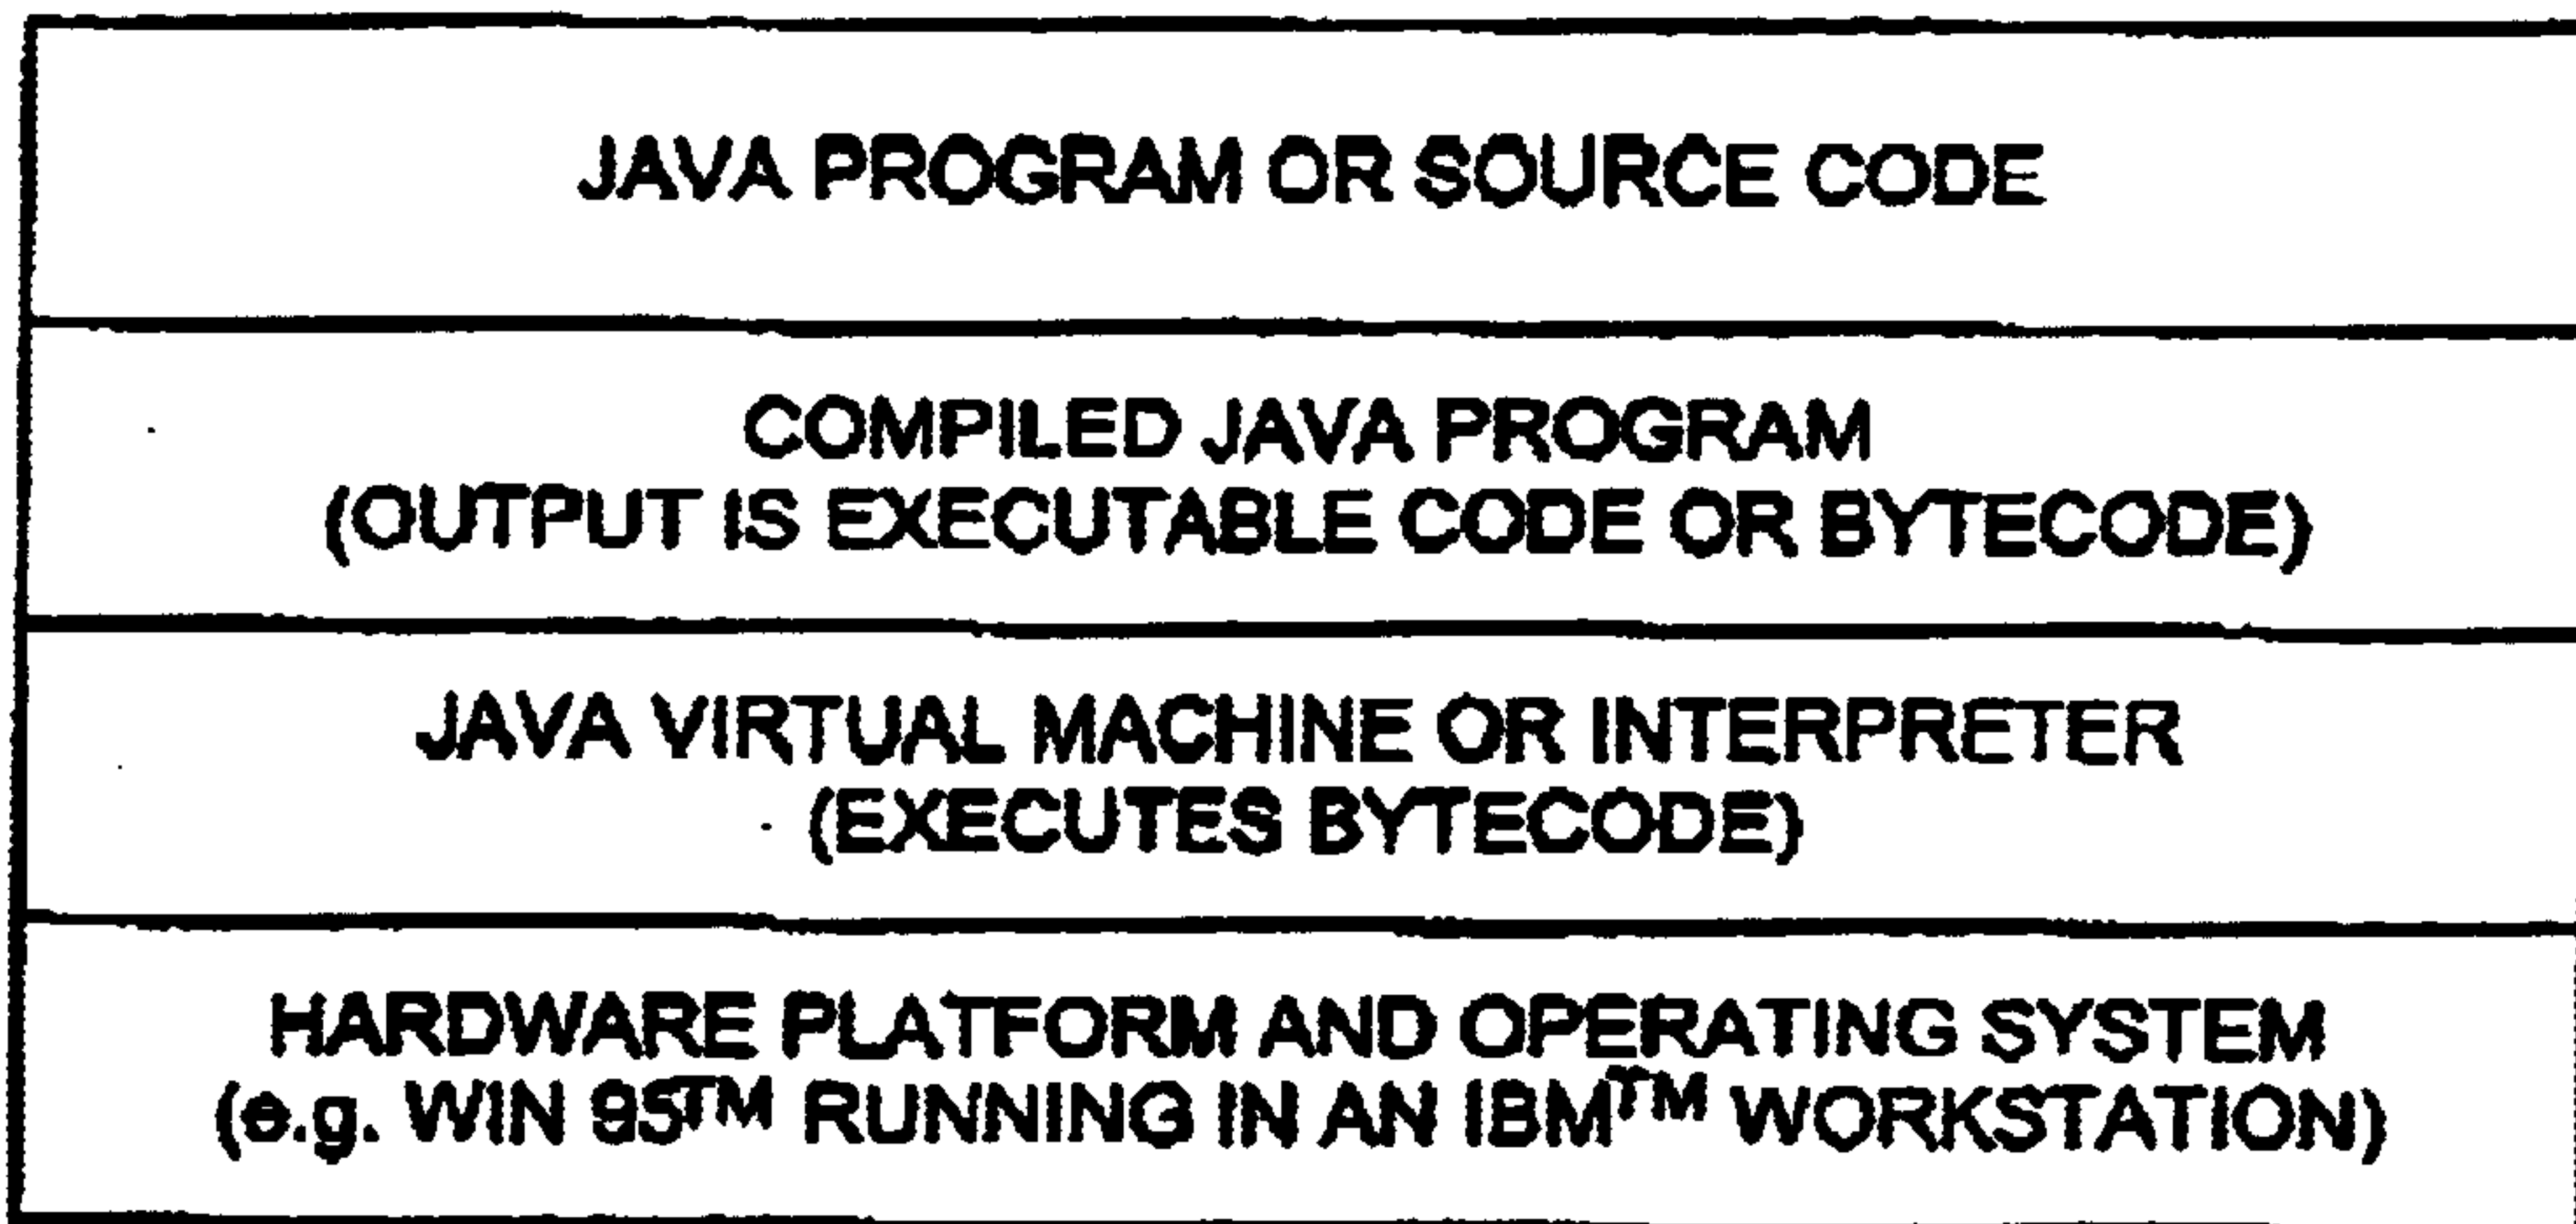 JAVA PROGRAM OR SOURCE CODE
COMPILED JAVA PROGRAM
(OUTPUT IS EXECUTABLE CODE OR BYTECODE)
JAVA VIRTUAL MACHINE OR INTERPRETER
(EXECUTES BYTECODE)
HARDWARE PLATFORM AND OPERATING SYSTEM
(e.g. WIN 95™ RUNNING IN AN IBM™ WORKSTATION)